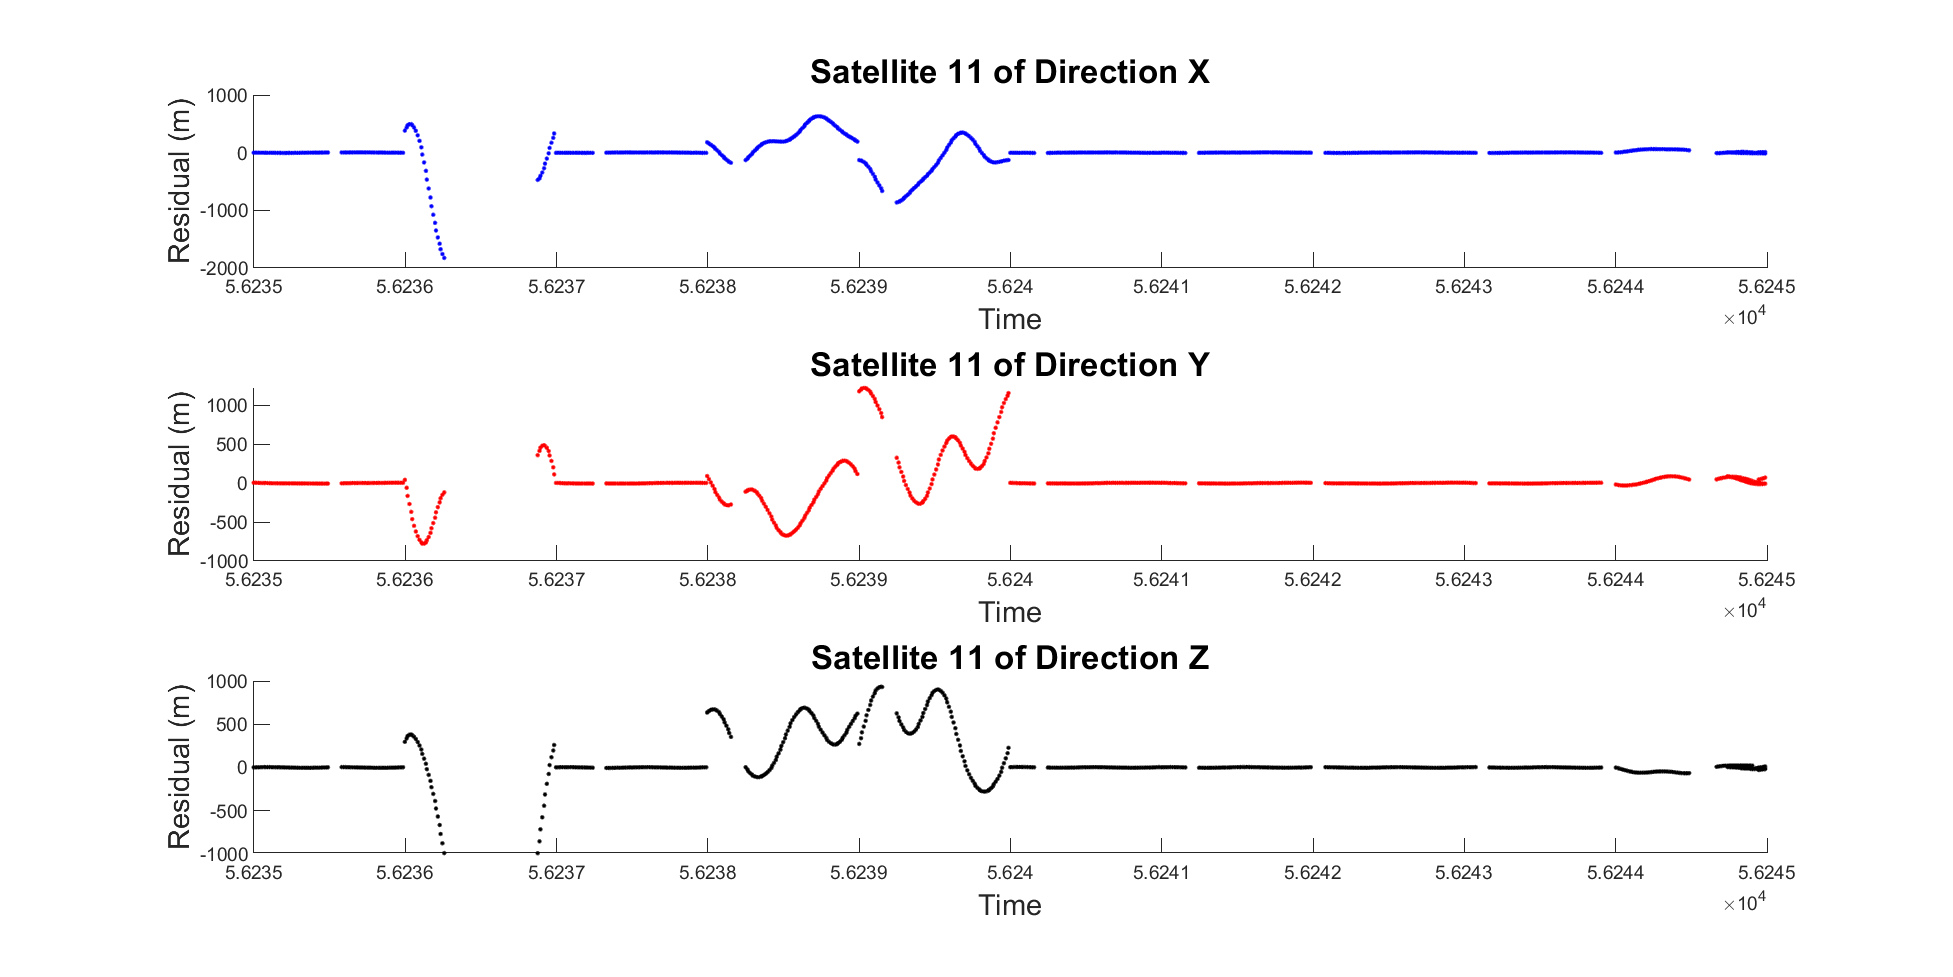 Satellite 11 of Direction X
Residual (m)
1000
0
-1000
-2000
5.6235 5.6236 5.6237 5.6238 5.6239 5.624 5.6241 5.6242 5.6243 5.6244 5.6245
Time
×10^4
Satellite 11 of Direction Y
Residual (m)
1000
500
0
-500
-1000
5.6235 5.6236 5.6237 5.6238 5.6239 5.624 5.6241 5.6242 5.6243 5.6244 5.6245
Time
×10^4
Satellite 11 of Direction Z
Residual (m)
1000
500
0
-500
-1000
5.6235 5.6236 5.6237 5.6238 5.6239 5.624 5.6241 5.6242 5.6243 5.6244 5.6245
Time
×10^4